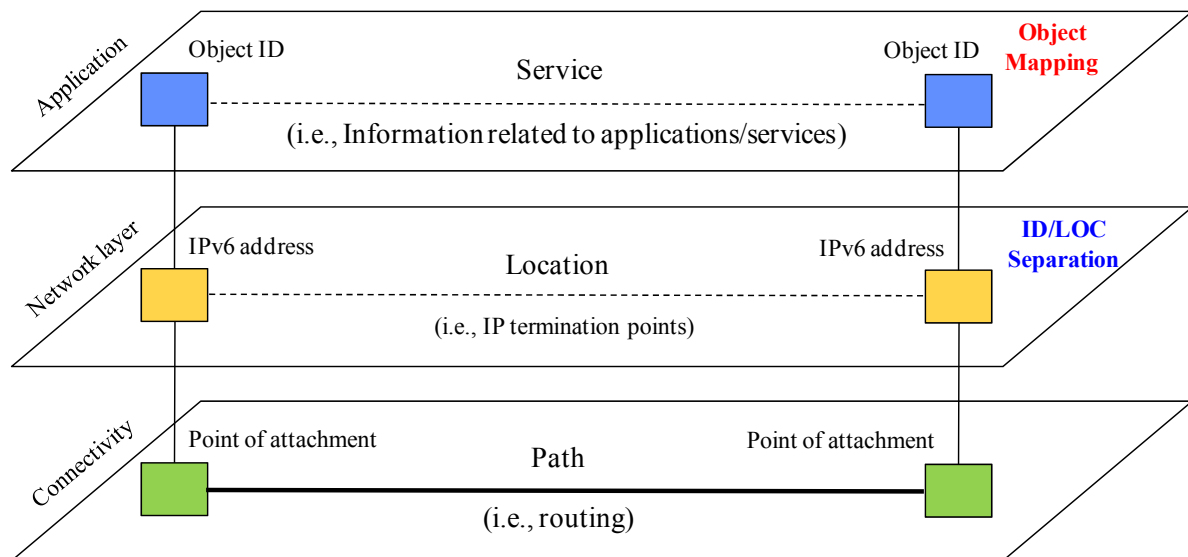 Application
Object ID
Service
Object ID
Object
Mapping
(i.e., Information related to applications/services)
Network layer
IPv6 address
Location
IPv6 address
ID/LOC
Separation
(i.e., IP termination points)
Connectivity
Point of attachment
Path
Point of attachment
(i.e., routing)